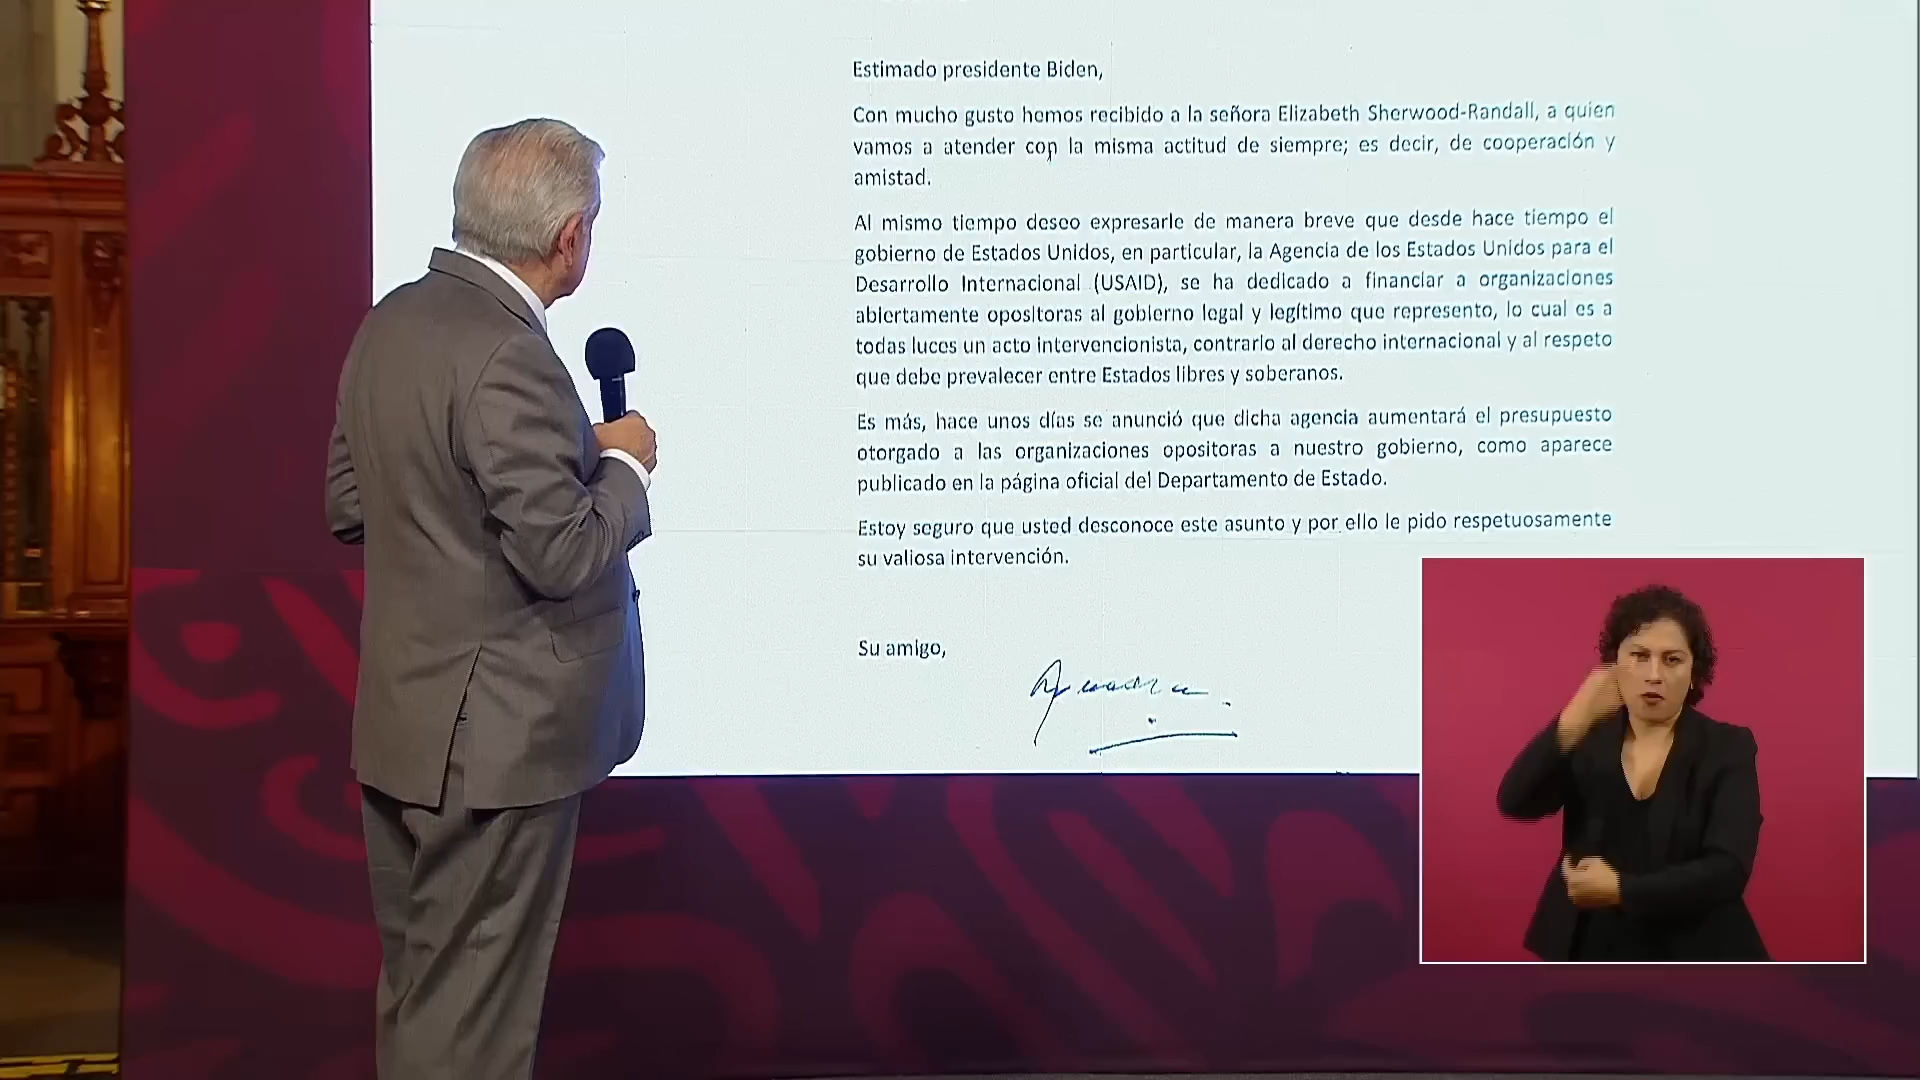 Estimado presidente Biden,
Con mucho gusto hemos recibido a la señora Elizabeth Sherwood-Randall, a quien
vamos a atender con la misma actitud de siempre; es decir, de cooperación y
amistad.
Al mismo tiempo deseo expresarle de manera breve que desde hace tiempo el
gobierno de Estados Unidos, en particular, la Agencia de los Estados Unidos para el
Desarrollo Internacional (USAID), se ha dedicado a financiar a organizaciones
abiertamente opositoras al gobierno legal y legítimo que represento, lo cual es a
todas luces un acto intervencionista, contrario al derecho internacional y al respeto
que debe prevalecer entre Estados libres y soberanos.
Es más, hace unos días se anunció que dicha agencia aumentará el presupuesto
otorgado a las organizaciones opositoras a nuestro gobierno, como aparece
publicado en la página oficial del Departamento de Estado.
Estoy seguro que usted desconoce este asunto y por ello le pido respetuosamente
su valiosa intervención.
Su amigo,